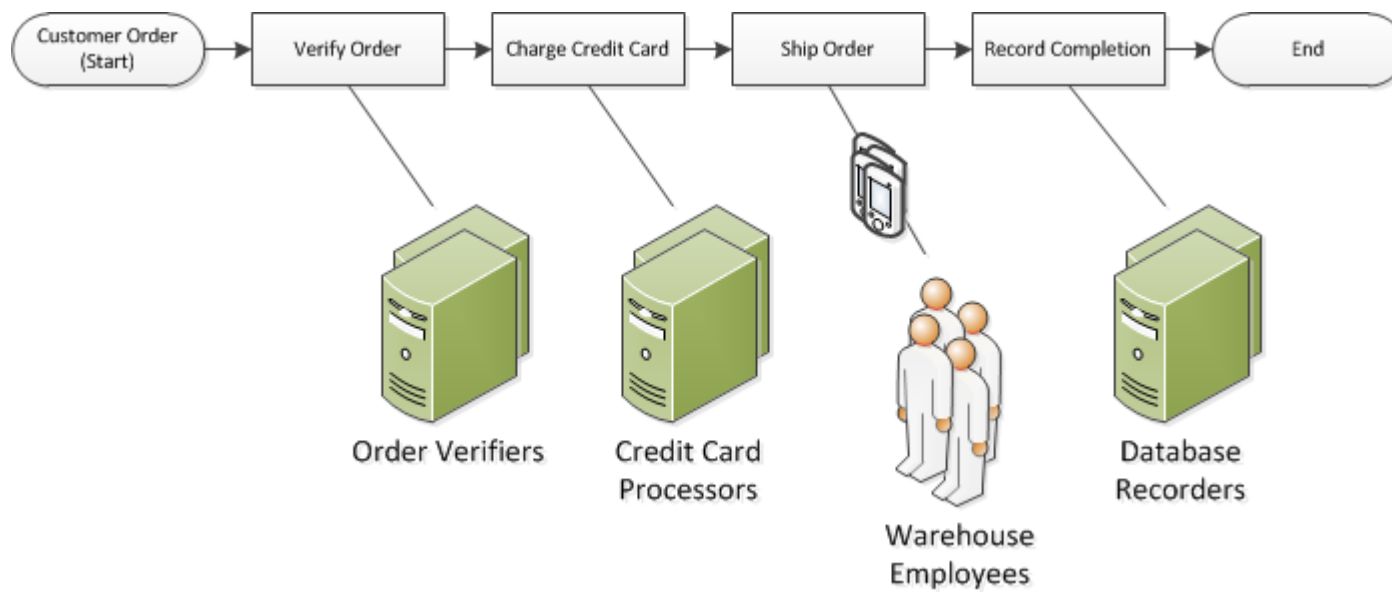 Customer Order
(Start)
Verify Order
Charge Credit Card
Ship Order
Record Completion
End
Order Verifiers
Credit Card
Processors
Warehouse
Employees
Database
Recorders